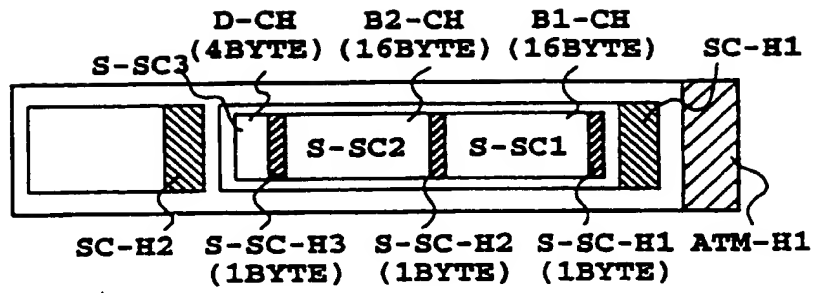 D-CH B2-CH B1-CH
(4BYTE) (16BYTE) (16BYTE) SC-H1
S-SC3
S-SC2 S-SC1
SC-H2 S-SC-H3 S-SC-H2 S-SC-H1 ATM-H1
(1BYTE) (1BYTE) (1BYTE)